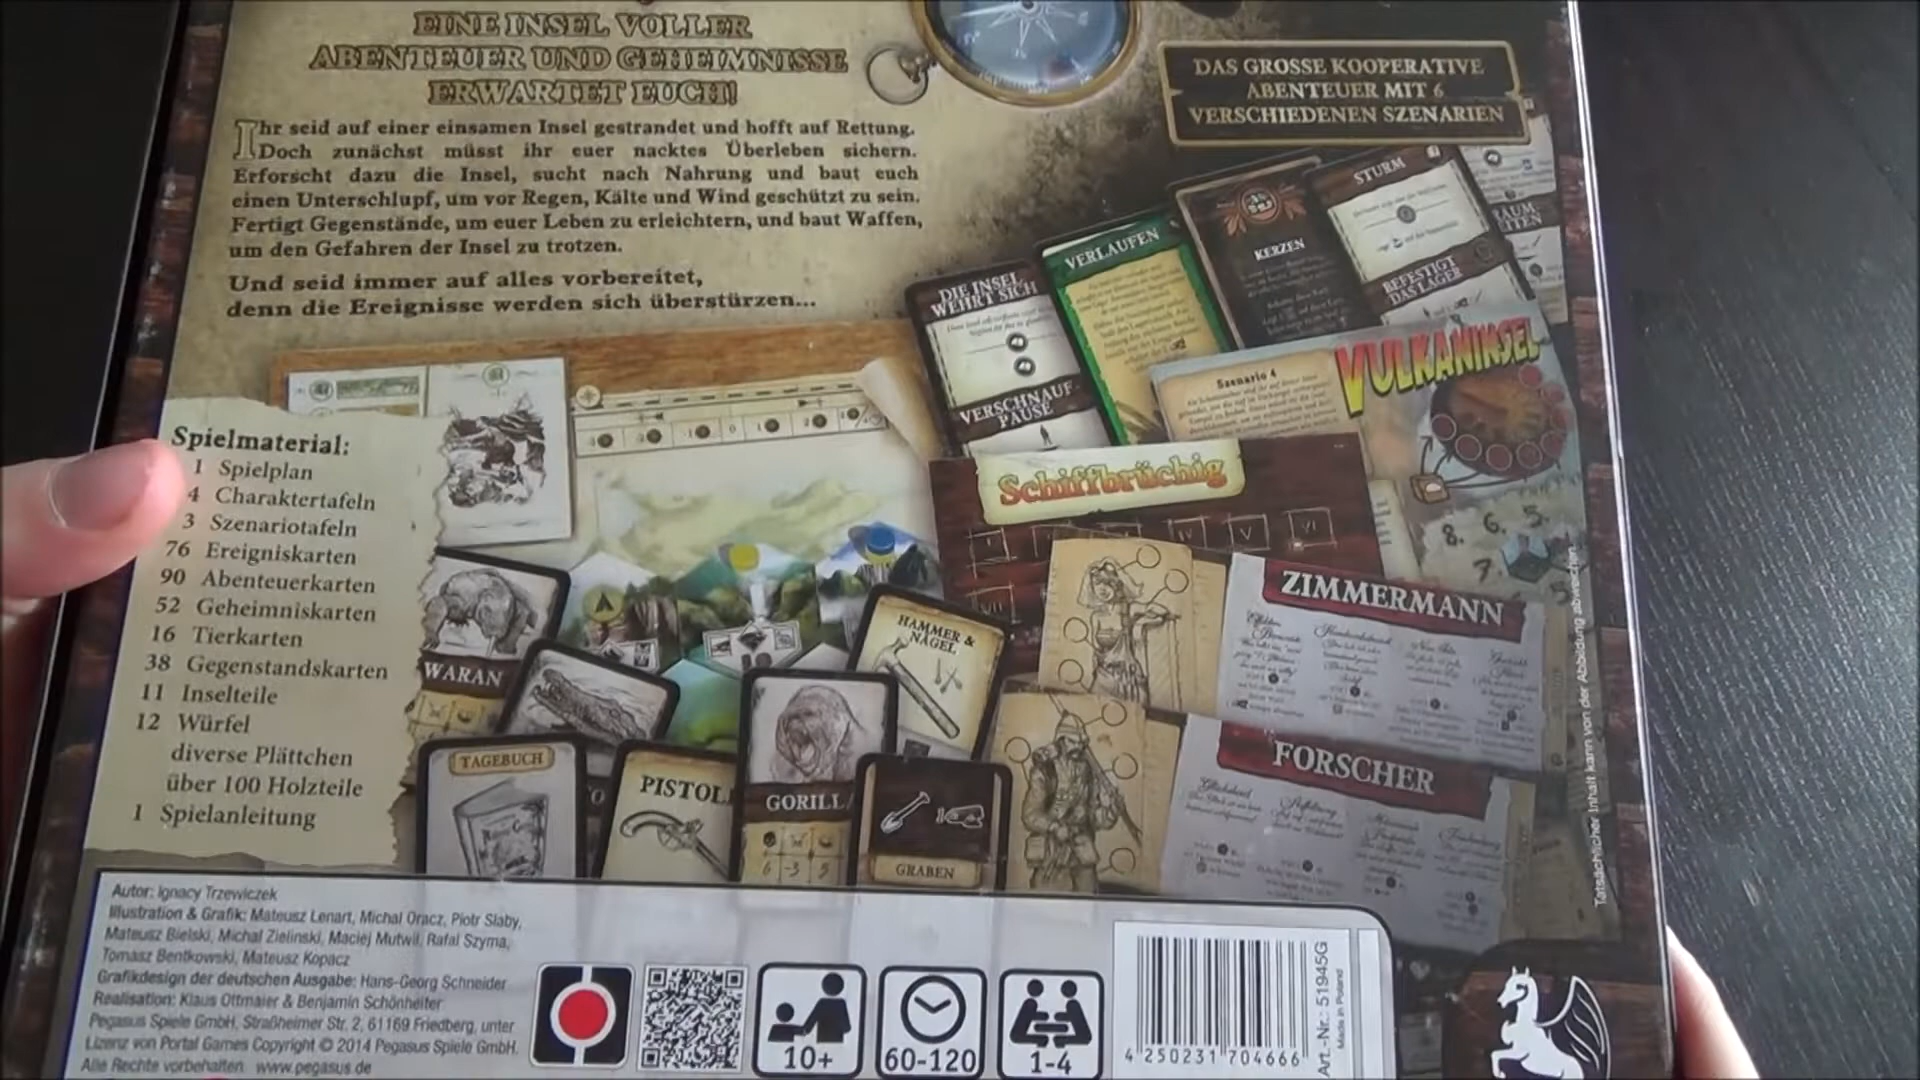 EINE INSEL VOLLER
ABENTEUER UND GEHEIMNISSE
ERWARTET EUCH!
DAS GROSSE KOOPERATIVE
ABENTEUER MIT 6
VERSCHIEDENEN SZENARIEN
Ihr seid auf einer einsamen Insel gestrandet und hofft auf Rettung.
Doch zunächst müsst ihr euer nacktes Überleben sichern.
Erforscht dazu die Insel, sucht nach Nahrung und baut euch
einen Unterschlupf, um vor Regen, Kälte und Wind geschützt zu sein.
Fertigt Gegenstände, um euer Leben zu erleichtern, und baut Waffen,
um den Gefahren der Insel zu trotzen.
Und seid immer auf alles vorbereitet,
denn die Ereignisse werden sich überstürzen...
DIE INSEL
WEHRT SICH
VERSCHNAUF-
PAUSE
VERLAUFEN
KERZEN
STURM
BEFESTIGT
DAS LAGER
Szenario 4
VULKANINSEL
Schiffbrüchig
8. 6. 5.
7.
Spielmaterial:
1 Spielplan
4 Charaktertafeln
3 Szenariotafeln
76 Ereigniskarten
90 Abenteuerkarten
52 Geheimniskarten
16 Tierkarten
38 Gegenstandskarten
11 Inselteile
12 Würfel
diverse Plättchen
über 100 Holzteile
1 Spielanleitung
WARAN
HAMMER &
NÄGEL
TAGEBUCH
PISTOL
GORILLA
6 -3 5
GRABEN
ZIMMERMANN
FORSCHER
Tatsächlicher Inhalt kann von der Abbildung abweichen.
Autor: Ignacy Trzewiczek
Illustration & Grafik: Mateusz Lenart, Michal Oracz, Piotr Slaby,
Mateusz Bielski, Michal Zielinski, Maciej Mutwil, Rafal Szyma,
Tomasz Bentkowski, Mateusz Kopacz
Grafikdesign der deutschen Ausgabe: Hans-Georg Schneider
Realisation: Klaus Ottmaier & Benjamin Schönheiter
Pegasus Spiele GmbH, Straßheimer Str. 2, 61169 Friedberg, unter
Lizenz von Portal Games Copyright © 2014 Pegasus Spiele GmbH.
Alle Rechte vorbehalten. www.pegasus.de
10+
60-120
1-4
4 250231 704666
Art.-Nr.: 51945G
Made in Poland